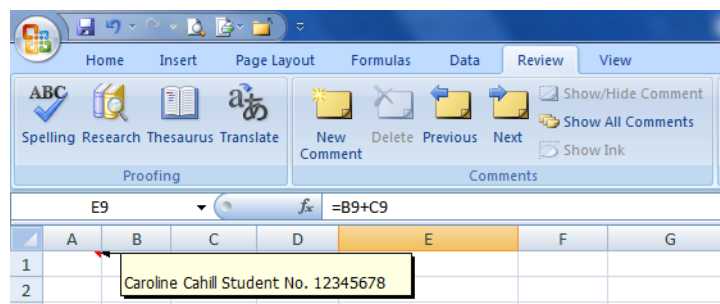 Home Insert Page Layout Formulas Data Review View
ABC
Spelling Research Thesaurus Translate New Comment Delete Previous Next
Show/Hide Comment
Show All Comments
Show Ink
Proofing Comments
E9 fx =B9+C9
A B C D E F G
1
2
Caroline Cahill Student No. 12345678